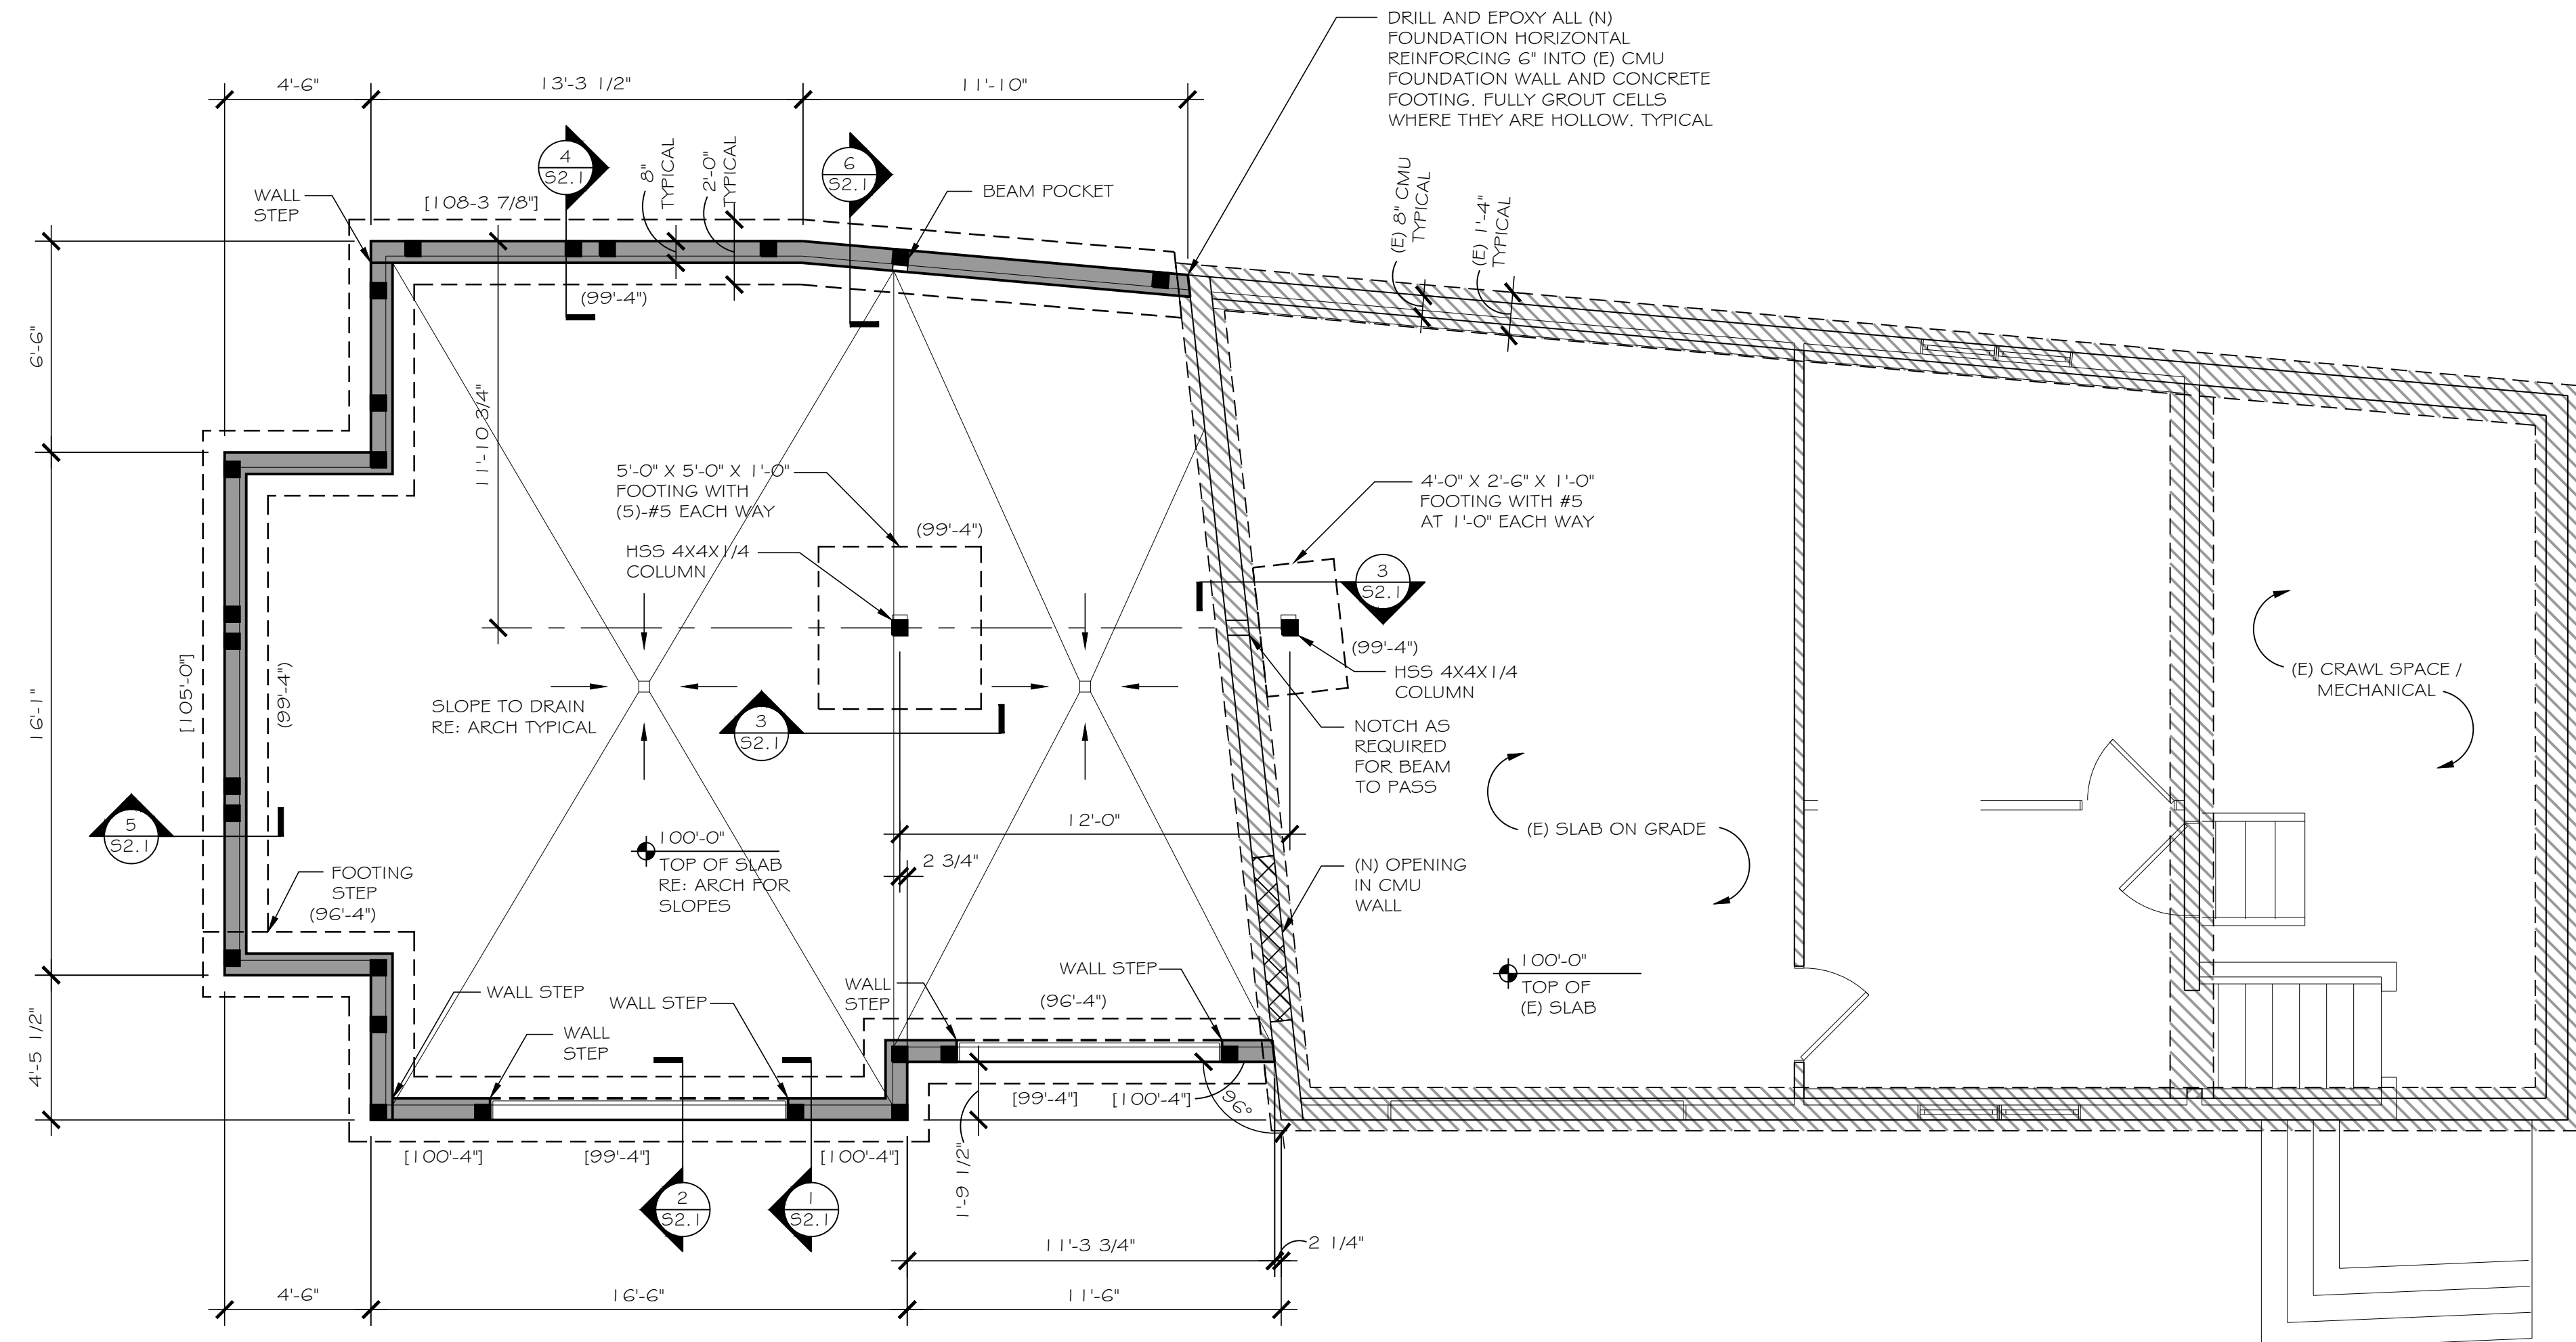 DRILL AND EPOXY ALL (N)
FOUNDATION HORIZONTAL
REINFORCING 6" INTO (E) CMU
FOUNDATION WALL AND CONCRETE
FOOTING. FULLY GROUT CELLS
WHERE THEY ARE HOLLOW. TYPICAL
4'-6"
13'-3 1/2"
11'-10"
4
S2.1
8"
TYPICAL
2'-0"
TYPICAL
6
S2.1
BEAM POCKET
(E) 8" CMU
TYPICAL
(E) 1'-4"
TYPICAL
WALL
STEP
[108-3 7/8"]
(99'-4")
6'-6"
11'-10 3/4"
5'-0" X 5'-0" X 1'-0"
FOOTING WITH
(5)-#5 EACH WAY
(99'-4")
HSS 4X4X1/4
COLUMN
4'-0" X 2'-6" X 1'-0"
FOOTING WITH #5
AT 1'-0" EACH WAY
3
S2.1
(99'-4")
HSS 4X4X1/4
COLUMN
(E) CRAWL SPACE /
MECHANICAL
16'-1"
[105'-0"]
(99'-4")
SLOPE TO DRAIN
RE: ARCH TYPICAL
3
S2.1
NOTCH AS
REQUIRED
FOR BEAM
TO PASS
5
S2.1
12'-0"
(E) SLAB ON GRADE
100'-0"
TOP OF SLAB
RE: ARCH FOR
SLOPES
2 3/4"
(N) OPENING
IN CMU
WALL
FOOTING
STEP
(96'-4")
100'-0"
TOP OF
(E) SLAB
WALL STEP
WALL STEP
WALL
STEP
WALL
STEP
WALL STEP
(96'-4")
4'-5 1/2"
[99'-4"]
[100'-4"]
96°
[100'-4"]
[99'-4"]
[100'-4"]
1'-9 1/2"
2
S2.1
1
S2.1
11'-3 3/4"
2 1/4"
4'-6"
16'-6"
11'-6"